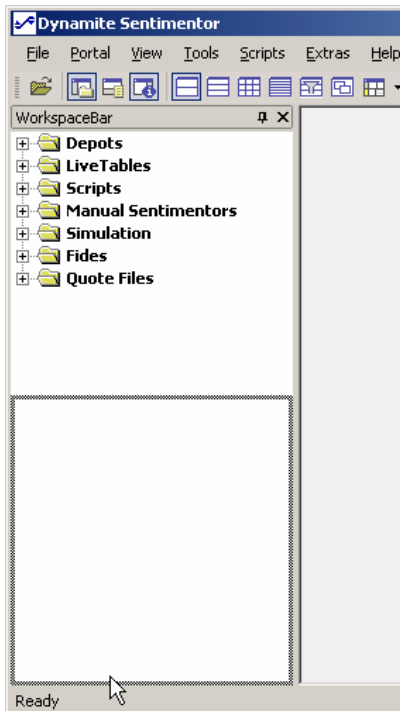 Dynamite Sentimentor
File Portal View Tools Scripts Extras Help
WorkspaceBar
Depots
LiveTables
Scripts
Manual Sentimentors
Simulation
Fides
Quote Files
Ready